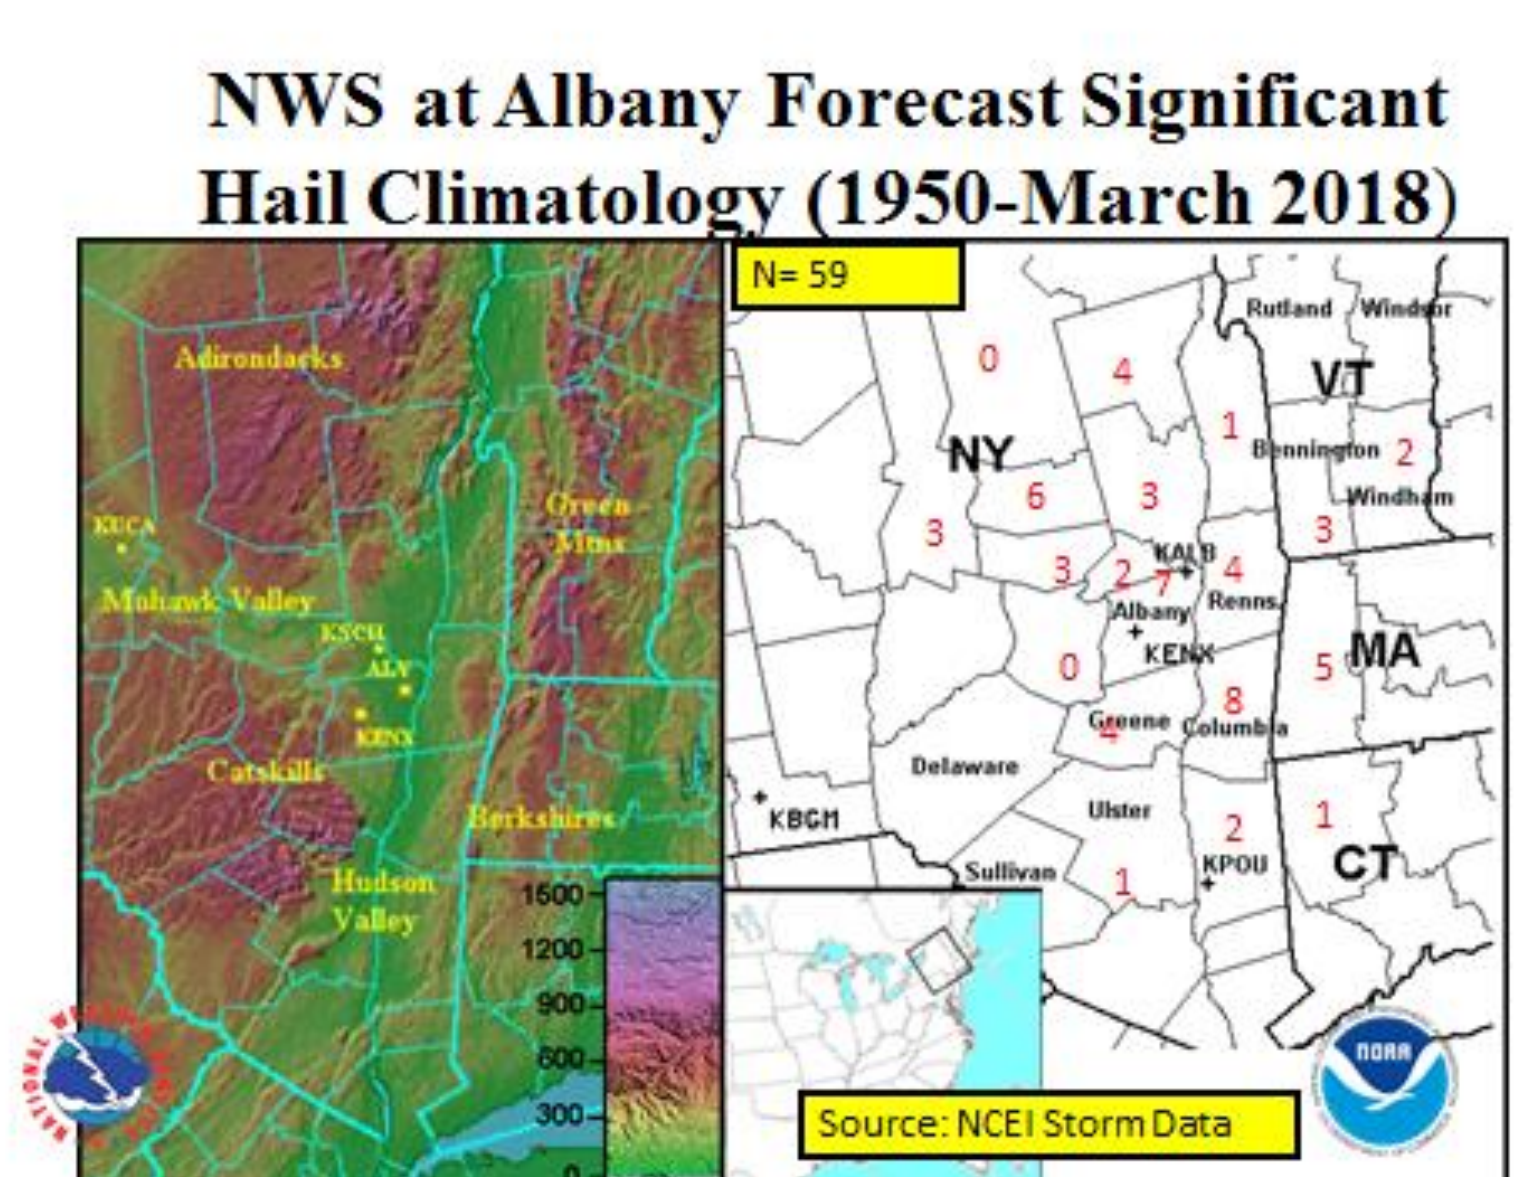 NWS at Albany Forecast Significant
Hail Climatology (1950-March 2018)
Adirondacks
Green
Mtns
KUCA
Mohawk Valley
KSCH
ALY
KENX
Catskills
Berkshires
Hudson
Valley
1500
1200
900
600
300
0
N= 59
Rutland
Windsor
0
4
VT
1
NY
Bennington
2
6
3
Windham
3
3
KALB
3
2
7
4
Albany
Renns
KENX
0
5
MA
8
Greene
4
Columbia
Delaware
KBGM
Ulster
2
1
KPOU
CT
Sullivan
1
Source: NCEI Storm Data
NATIONAL
NOAA